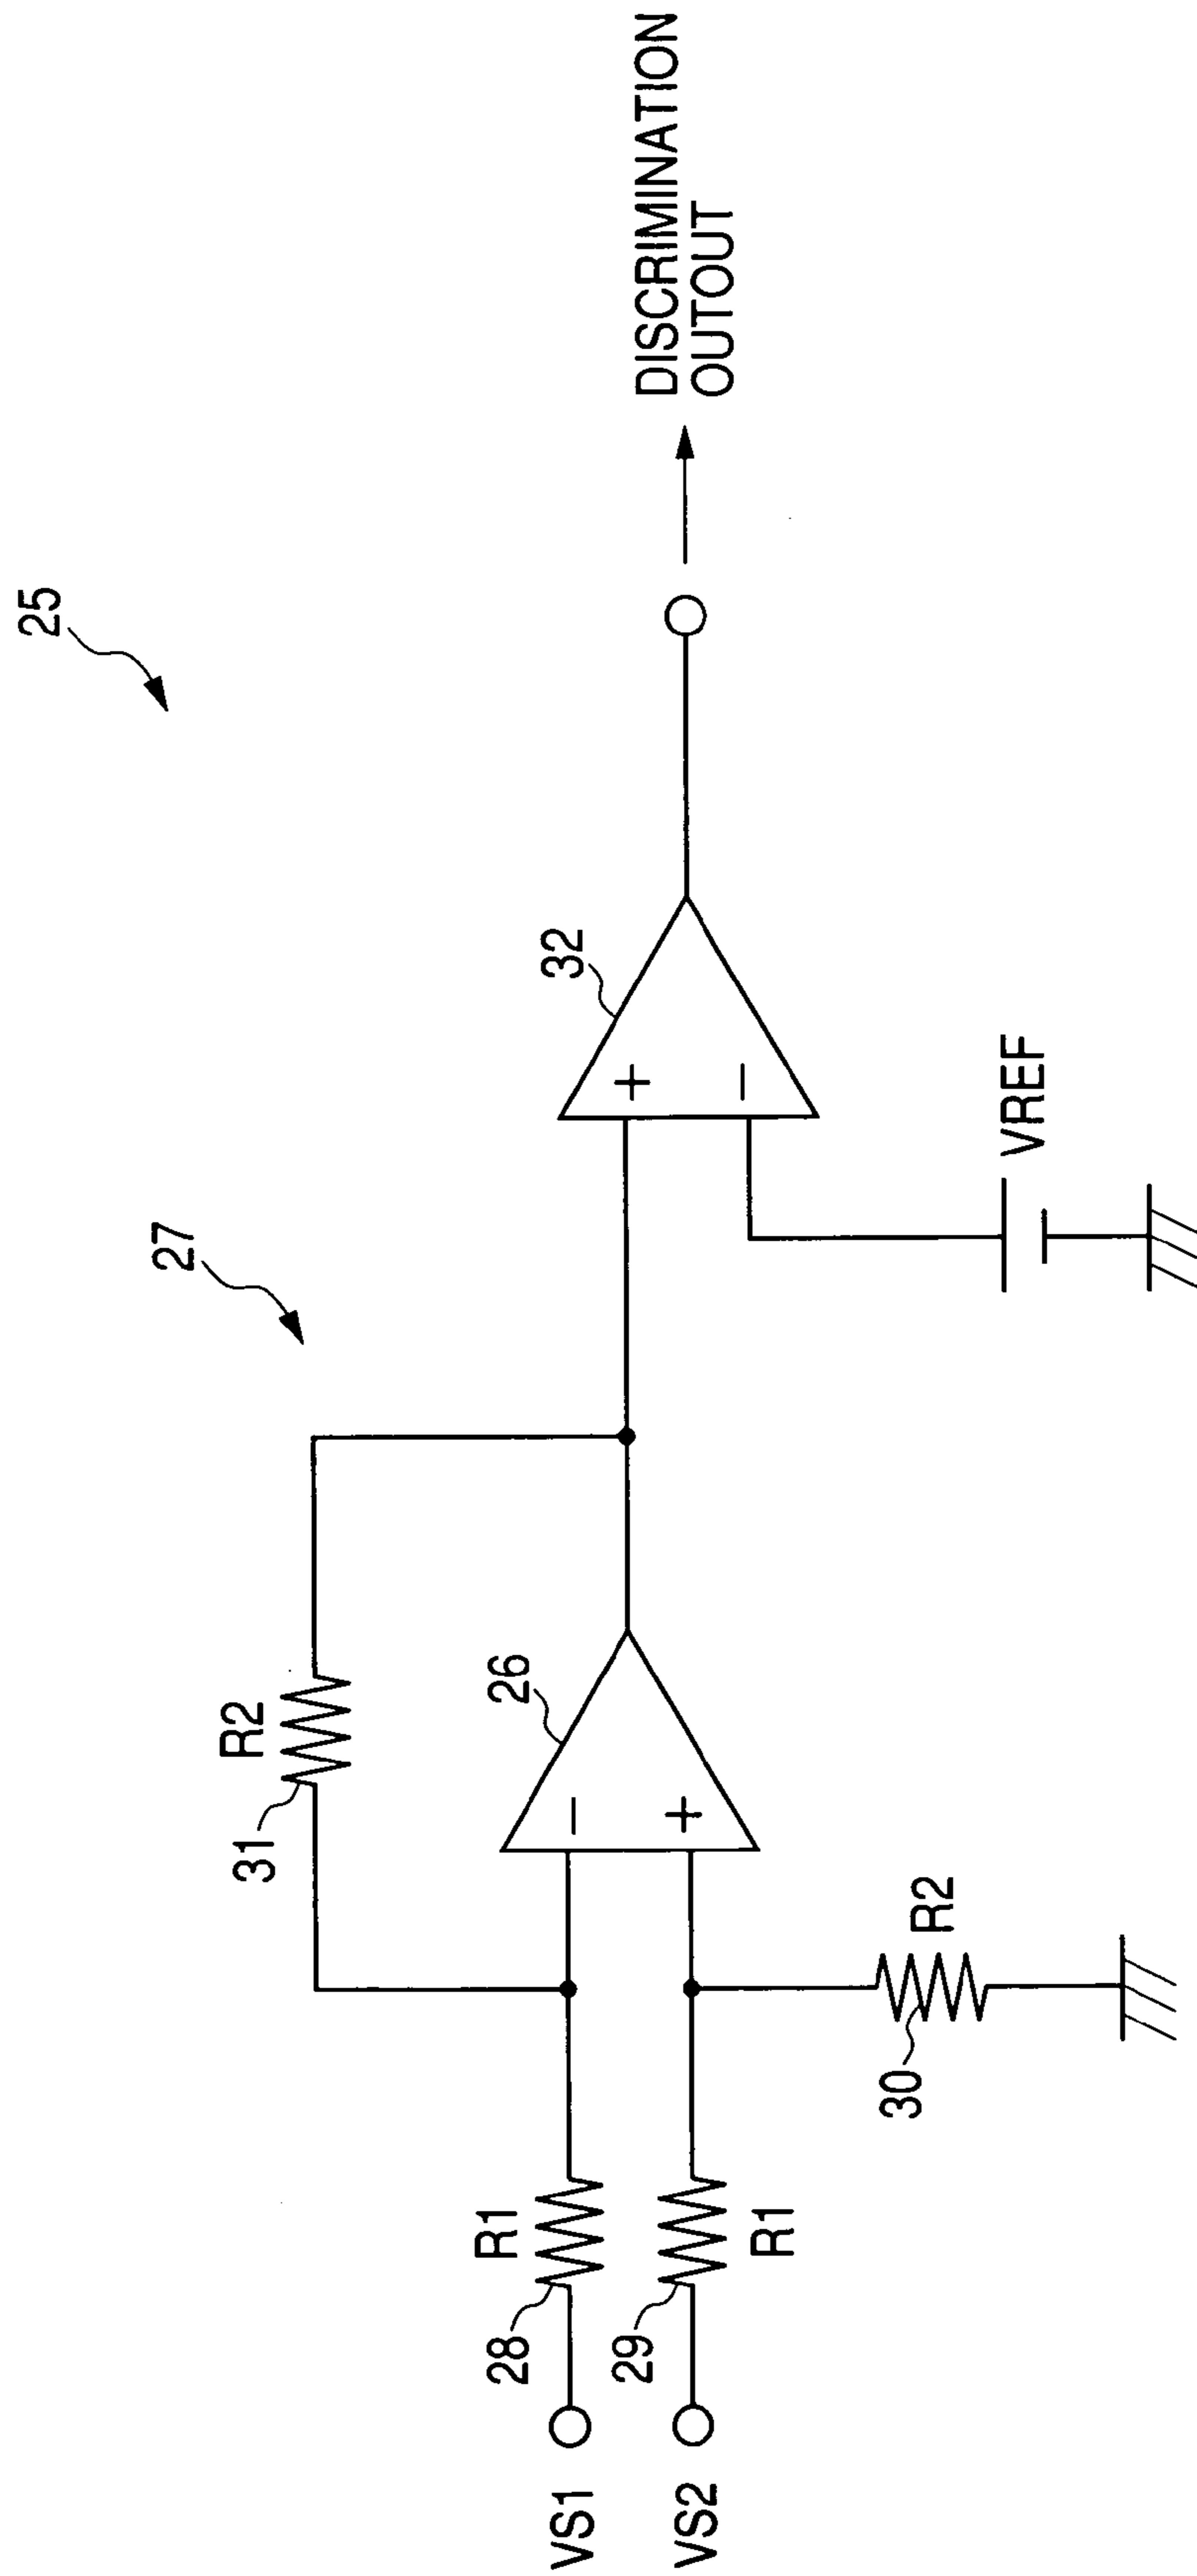 25
27
R2
31
26
32
−
+
+
−
VS1
28
R1
VS2
29
R1
30
R2
VREF
DISCRIMINATION
OUTOUT